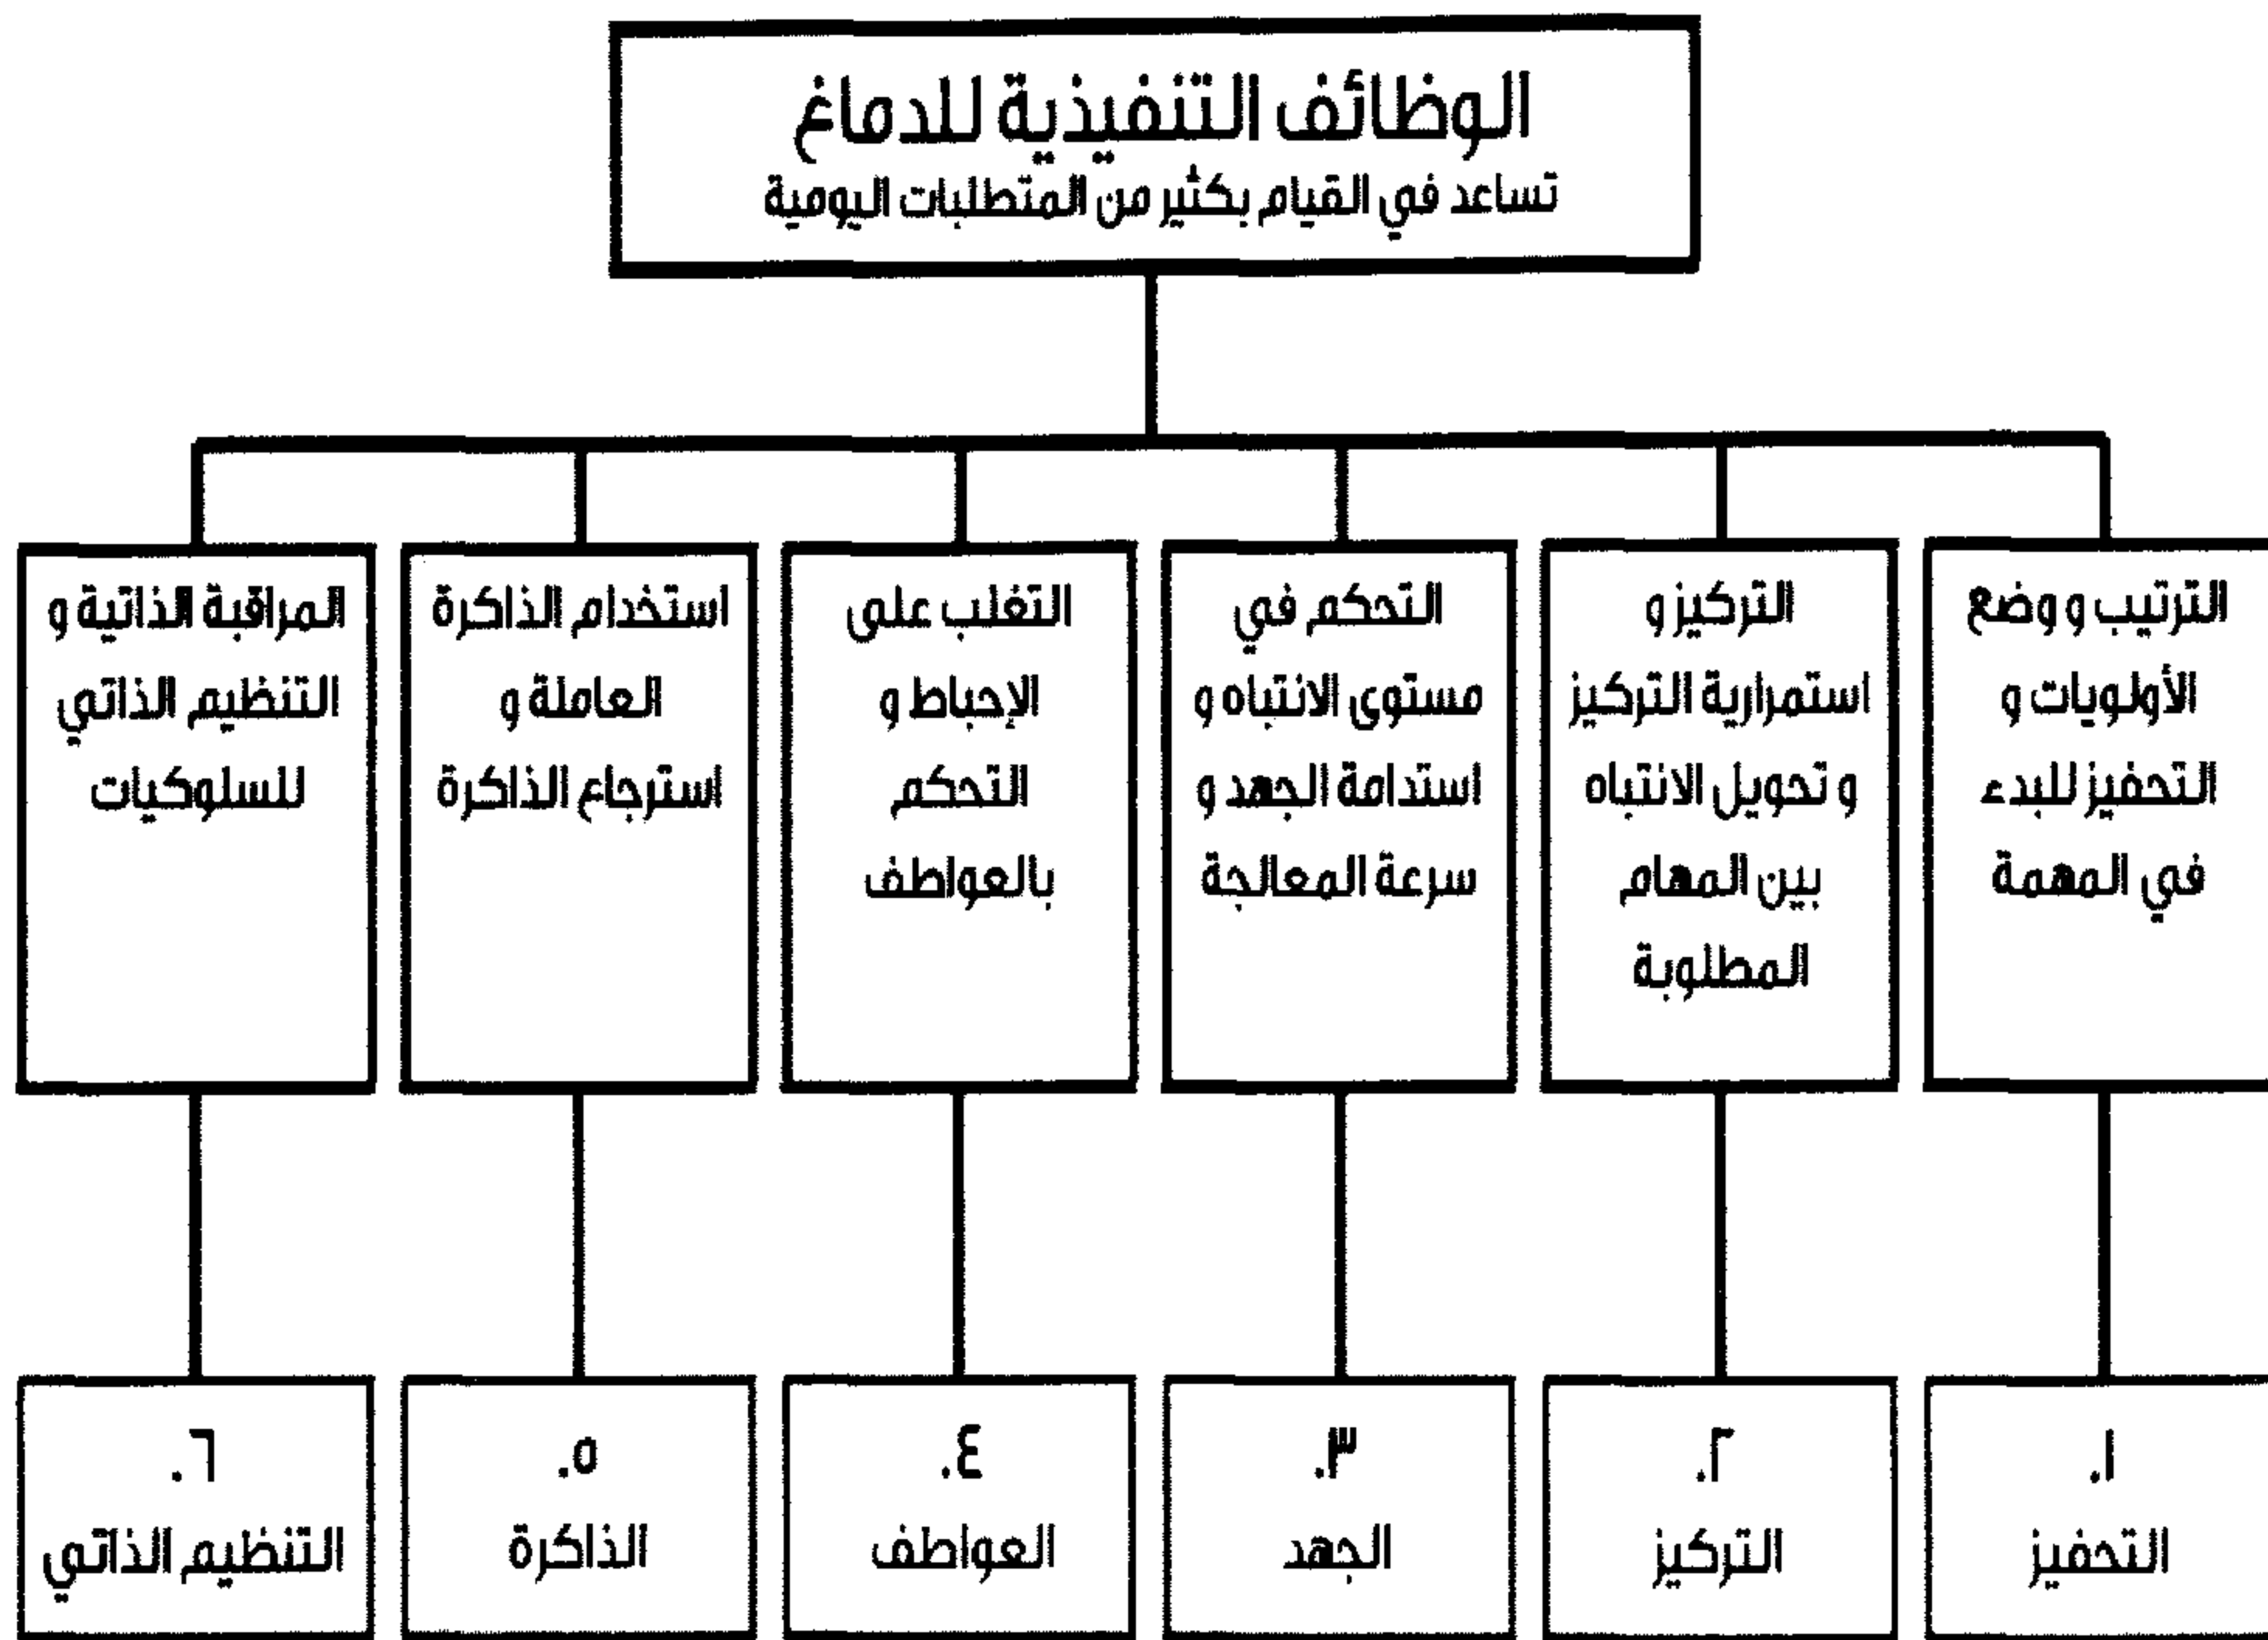 الوظائف التنفيذية للدماغ
تساعد في القيام بكثير من المتطلبات اليومية
الترتيب و وضع
الأولويات و
التحفيز للبدء
في المهمة
التركيز و
استمرارية التركيز
و تحويل الانتباه
بين المهام
المطلوبة
التحكم في
مستوى الانتباه و
استدامة الجهد و
سرعة المعالجة
التغلب على
الإحباط و
التحكم
بالعواطف
استخدام الذاكرة
العاملة و
استرجاع الذاكرة
المراقبة الذاتية و
التنظيم الذاتي
للسلوكيات
١.
التحفيز
٢.
التركيز
٣.
الجهد
٤.
العواطف
٥.
الذاكرة
٦.
التنظيم الذاتي